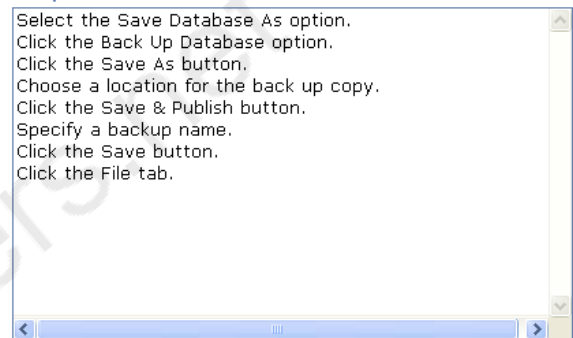 Select the Save Database As option.
Click the Back Up Database option.
Click the Save As button.
Choose a location for the back up copy.
Click the Save & Publish button.
Specify a backup name.
Click the Save button.
Click the File tab.
ers.net